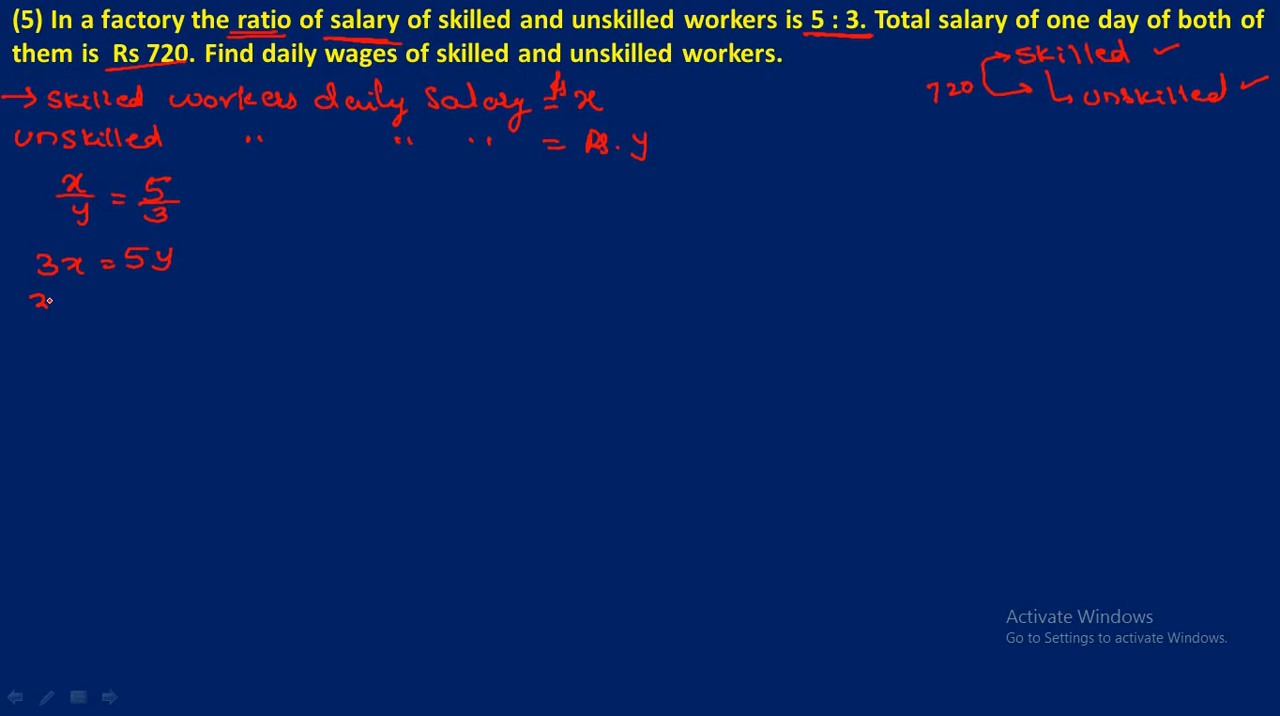 (5) In a factory the ratio of salary of skilled and unskilled workers is 5 : 3. Total salary of one day of both of
them is Rs 720. Find daily wages of skilled and unskilled workers.
720 → skilled ✓
→ unskilled ✓
→ skilled workers daily salary = Rs x
unskilled " " " = Rs. y
x/y = 5/3
3x = 5y
Activate Windows
Go to Settings to activate Windows.